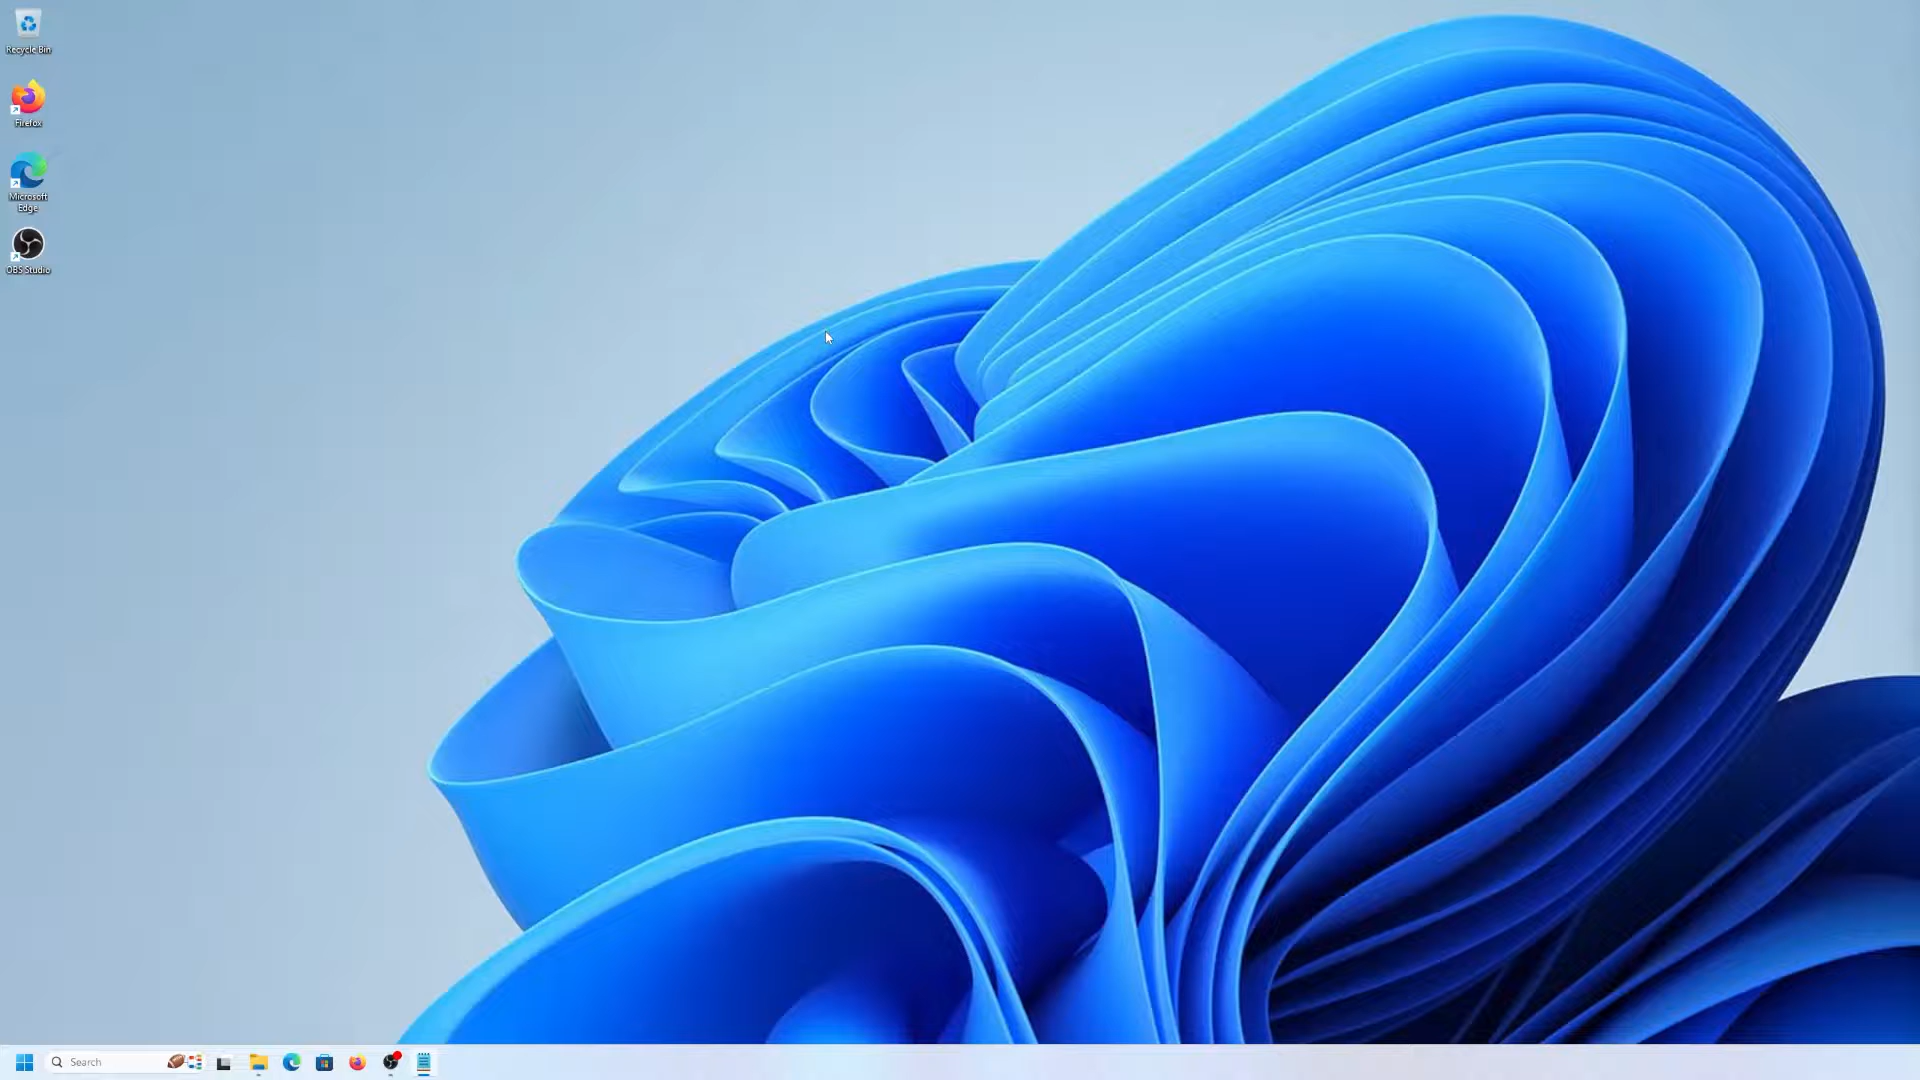 Recycle Bin
Firefox
Microsoft
Edge
OBS Studio
Search